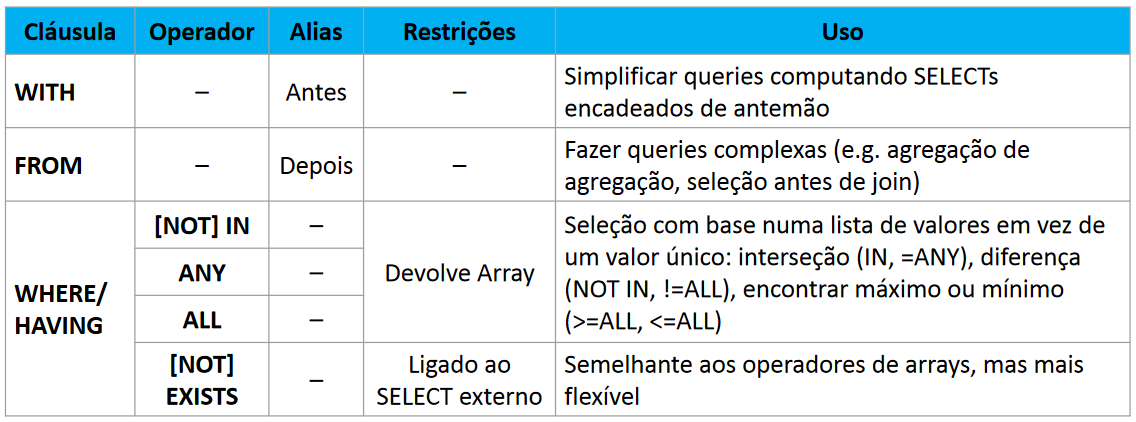 Cláusula Operador Alias Restrições Uso
WITH – Antes – Simplificar queries computando SELECTs
encadeados de antemão
FROM – Depois – Fazer queries complexas (e.g. agregação de
agregação, seleção antes de join)
WHERE/
HAVING
[NOT] IN –
ANY –
ALL –
Devolve Array
Seleção com base numa lista de valores em vez de
um valor único: interseção (IN, =ANY), diferença
(NOT IN, !=ALL), encontrar máximo ou mínimo
(>=ALL, <=ALL)
[NOT]
EXISTS
–
Ligado ao
SELECT externo
Semelhante aos operadores de arrays, mas mais
flexível